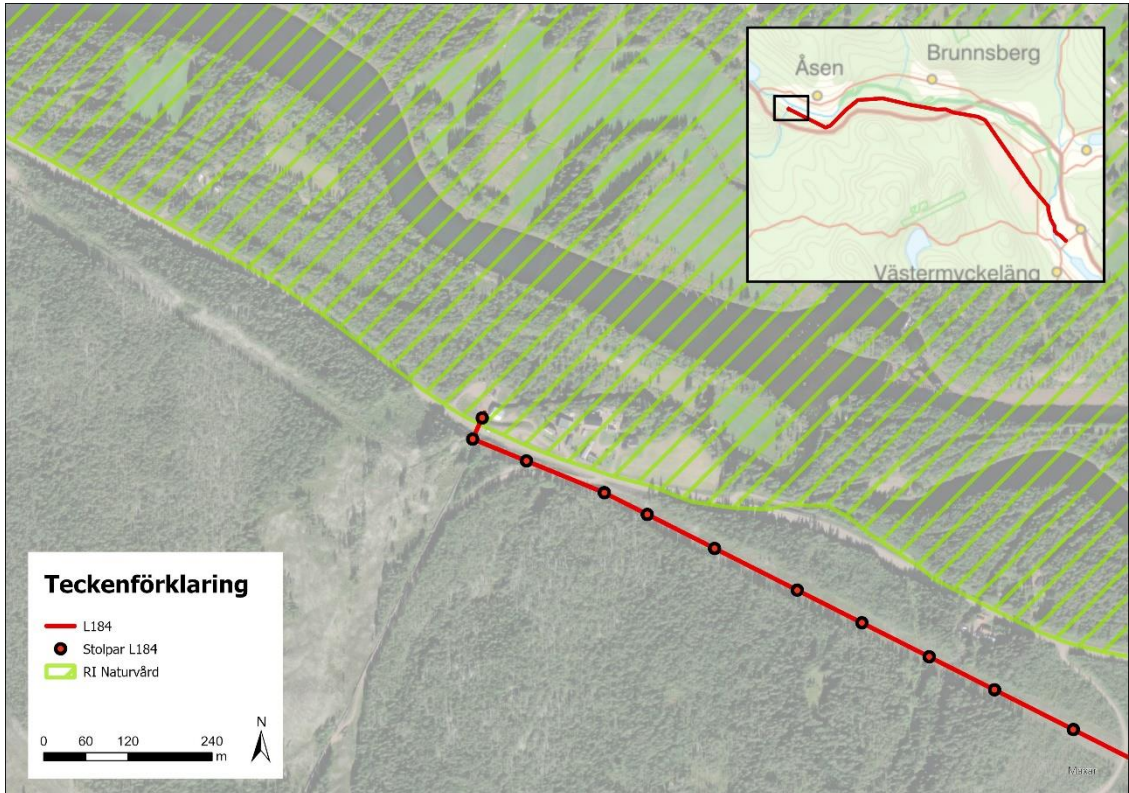 Brunnsberg
Åsen
Västermyckeläng
Teckenförklaring
L184
Stolpar L184
RI Naturvård
N
0 60 120 240
m
Maxar